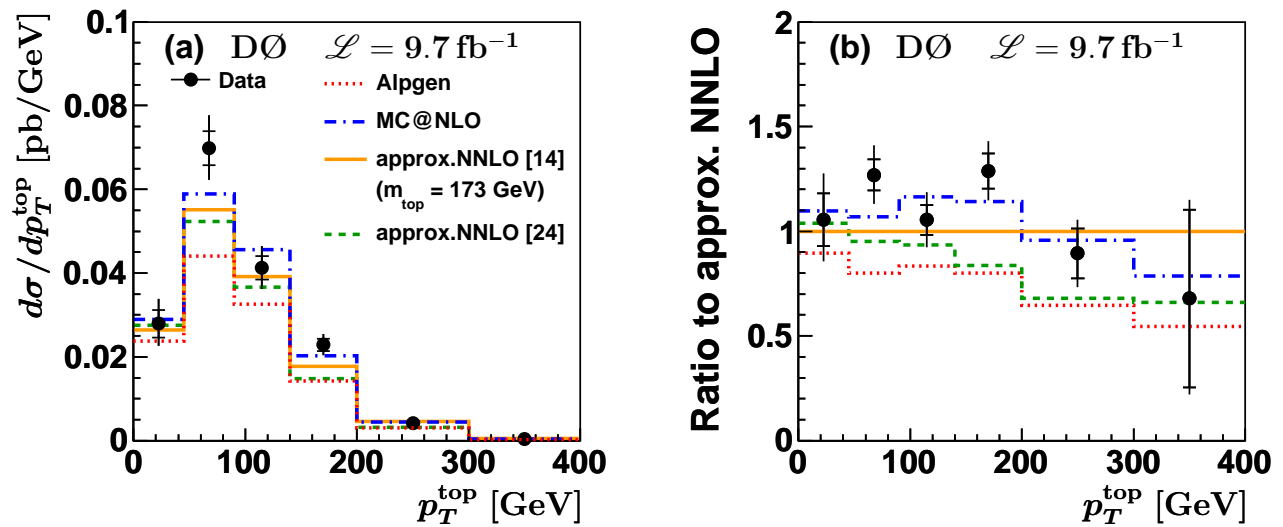 (a) DØ ℒ = 9.7 fb⁻¹
Data
Alpgen
MC@NLO
approx.NNLO [14]
(m_top = 173 GeV)
approx.NNLO [24]
dσ/dp_T^top [pb/GeV]
0.1
0.08
0.06
0.04
0.02
0
0 100 200 300 400
p_T^top [GeV]
(b) DØ ℒ = 9.7 fb⁻¹
Ratio to approx. NNLO
2
1.5
1
0.5
0
0 100 200 300 400
p_T^top [GeV]